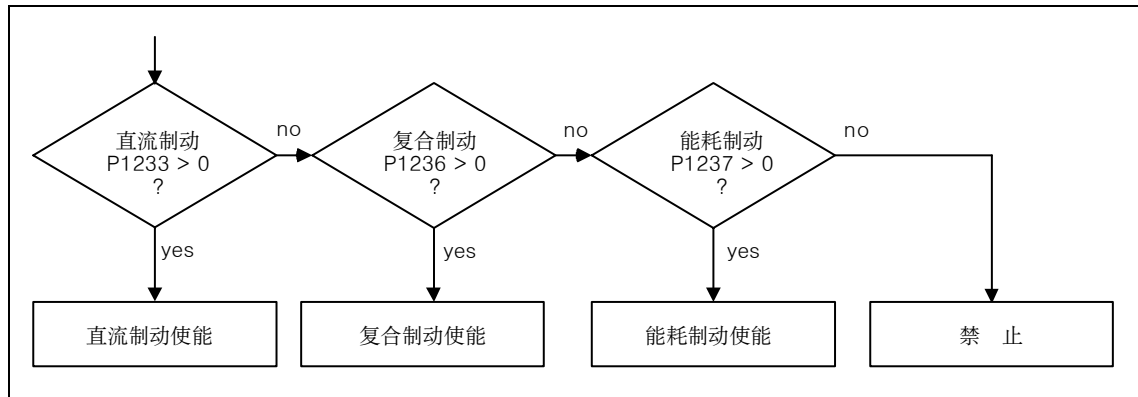 直流制动
P1233 > 0
?
no
复合制动
P1236 > 0
?
no
能耗制动
P1237 > 0
?
no
yes
yes
yes
直流制动使能
复合制动使能
能耗制动使能
禁 止